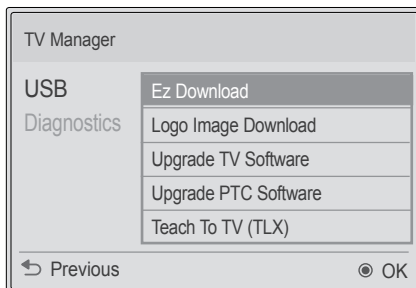 TV Manager
USB
Diagnostics
Ez Download
Logo Image Download
Upgrade TV Software
Upgrade PTC Software
Teach To TV (TLX)
Previous
OK